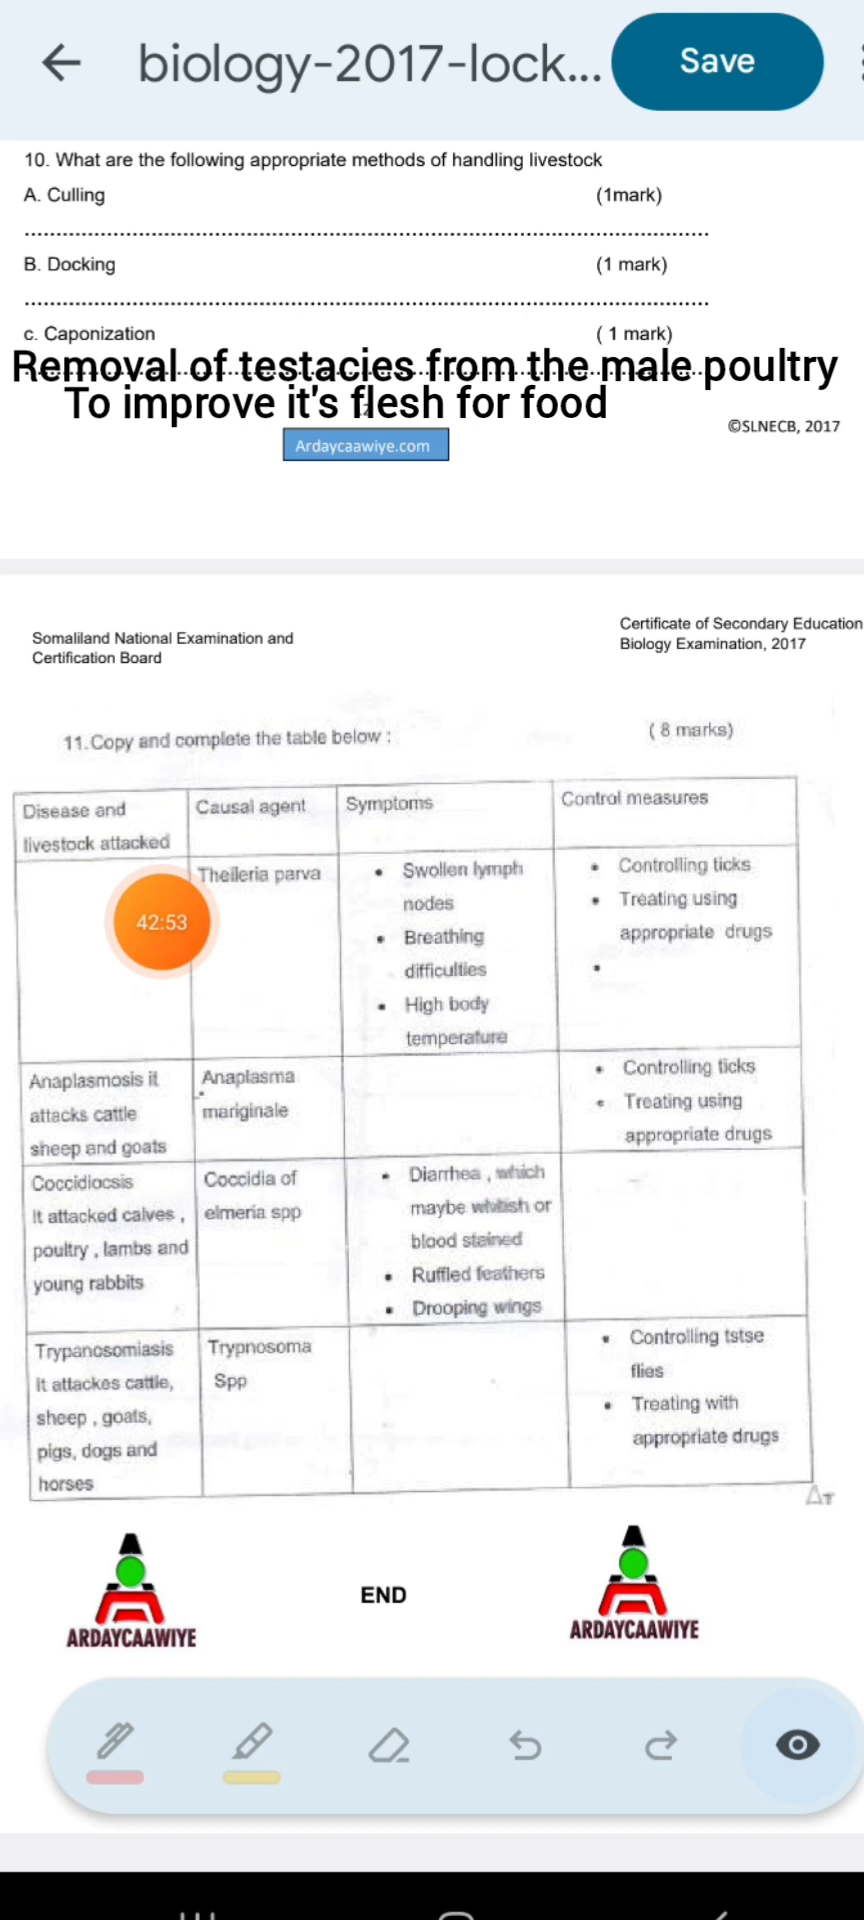 biology-2017-lock...
Save
10. What are the following appropriate methods of handling livestock
A. Culling (1mark)
B. Docking (1 mark)
c. Caponization ( 1 mark)
Removal of testacies from the male poultry
To improve it's flesh for food
©SLNECB, 2017
Ardaycaawiye.com
Somaliland National Examination and
Certification Board
Certificate of Secondary Education
Biology Examination, 2017
11.Copy and complete the table below : ( 8 marks)
Disease and
livestock attacked
Causal agent
Symptoms
Control measures
42:53
Theileria parva
• Swollen lymph
nodes
• Breathing
difficulties
• High body
temperature
• Controlling ticks
• Treating using
appropriate drugs
•
Anaplasmosis it
attacks cattle
sheep and goats
Anaplasma
mariginale
• Controlling ticks
• Treating using
appropriate drugs
Coccidiocsis
It attacked calves ,
poultry , lambs and
young rabbits
Coccidia of
elmeria spp
• Diarrhea , which
maybe whitish or
blood stained
• Ruffled feathers
• Drooping wings
Trypanosomiasis
It attackes cattle,
sheep , goats,
pigs, dogs and
horses
Trypnosoma
Spp
• Controlling tstse
flies
• Treating with
appropriate drugs
END
ARDAYCAAWIYE
ARDAYCAAWIYE